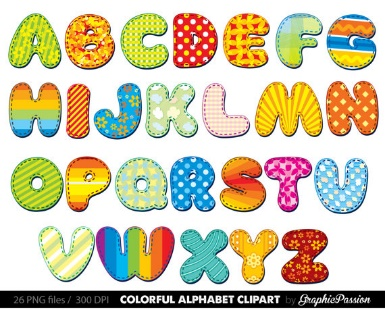 ABCDEFG
HIJKLMN
OPQRSTU
VWXYZ
26 PNG files / 300 DPI COLORFUL ALPHABET CLIPART by GraphicPassion